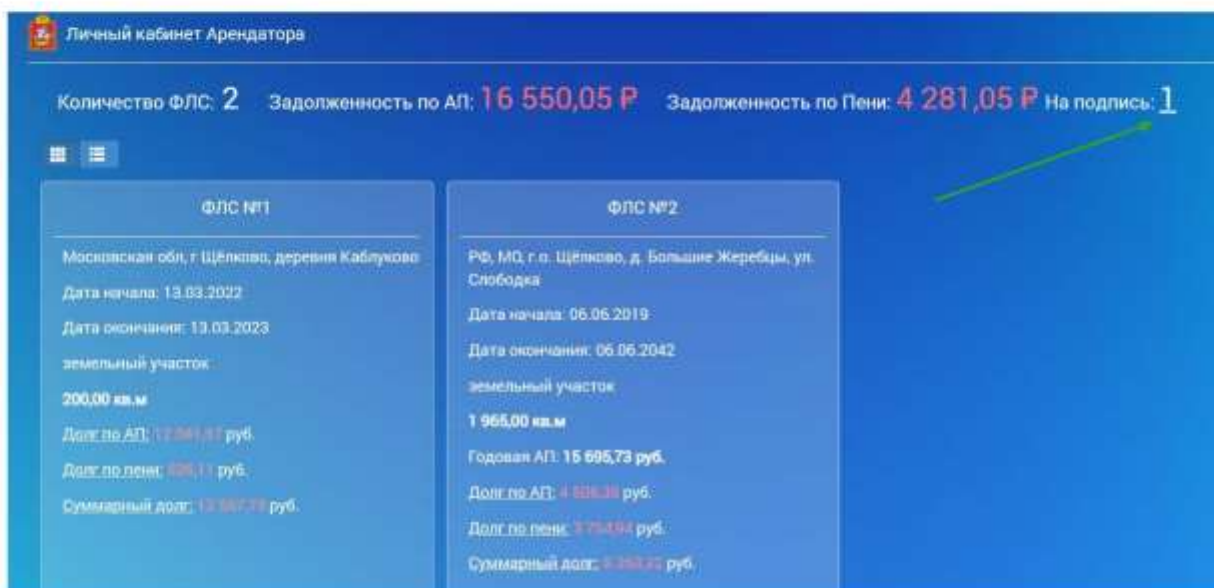 Личный кабинет Арендатора
Количество ФЛС: 2 Задолженность по АП: 16 550,05 ₽ Задолженность по Пени: 4 281,05 ₽ На подпись: 1
ФЛС №1
Московская обл, г Щёлково, деревня Каблуково
Дата начала: 13.03.2022
Дата окончания: 13.03.2023
земельный участок
200,00 кв.м
Долг по АП: руб.
Долг по пени: руб.
Суммарный долг: руб.
ФЛС №2
РФ, МО, г.о. Щёлково, д. Большие Жеребцы, ул.
Слободка
Дата начала: 06.06.2019
Дата окончания: 06.06.2042
земельный участок
1 965,00 кв.м
Годовая АП: 15 695,73 руб.
Долг по АП: руб.
Долг по пени: руб.
Суммарный долг: руб.